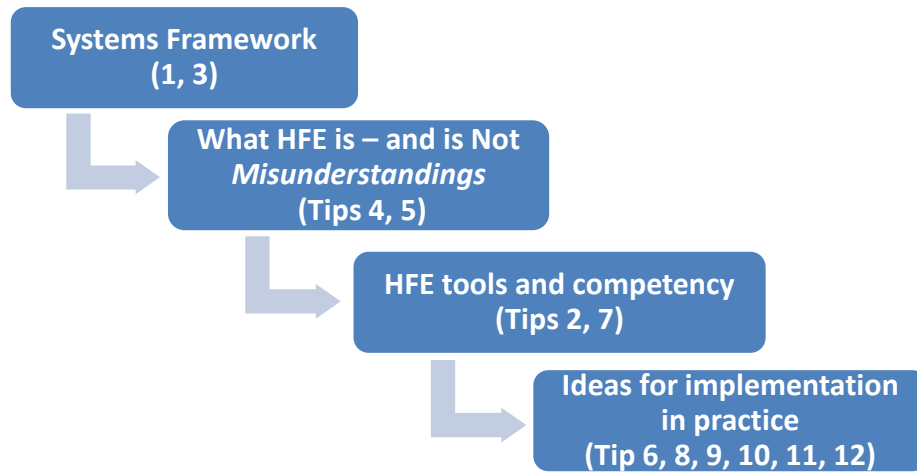 Systems Framework
(1, 3)
What HFE is – and is Not
Misunderstandings
(Tips 4, 5)
HFE tools and competency
(Tips 2, 7)
Ideas for implementation
in practice
(Tip 6, 8, 9, 10, 11, 12)